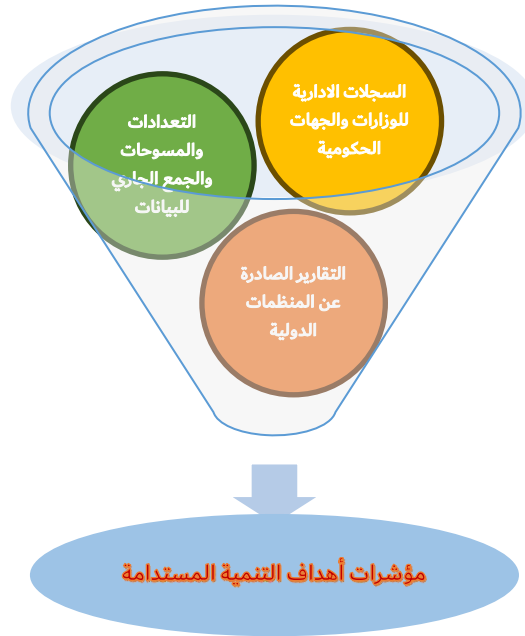 السجلات الادارية
للوزارات والجهات
الحكومية
التعدادات
والمسوحات
والجمع الجاري
للبيانات
التقارير الصادرة
عن المنظمات
الدولية
مؤشرات أهداف التنمية المستدامة